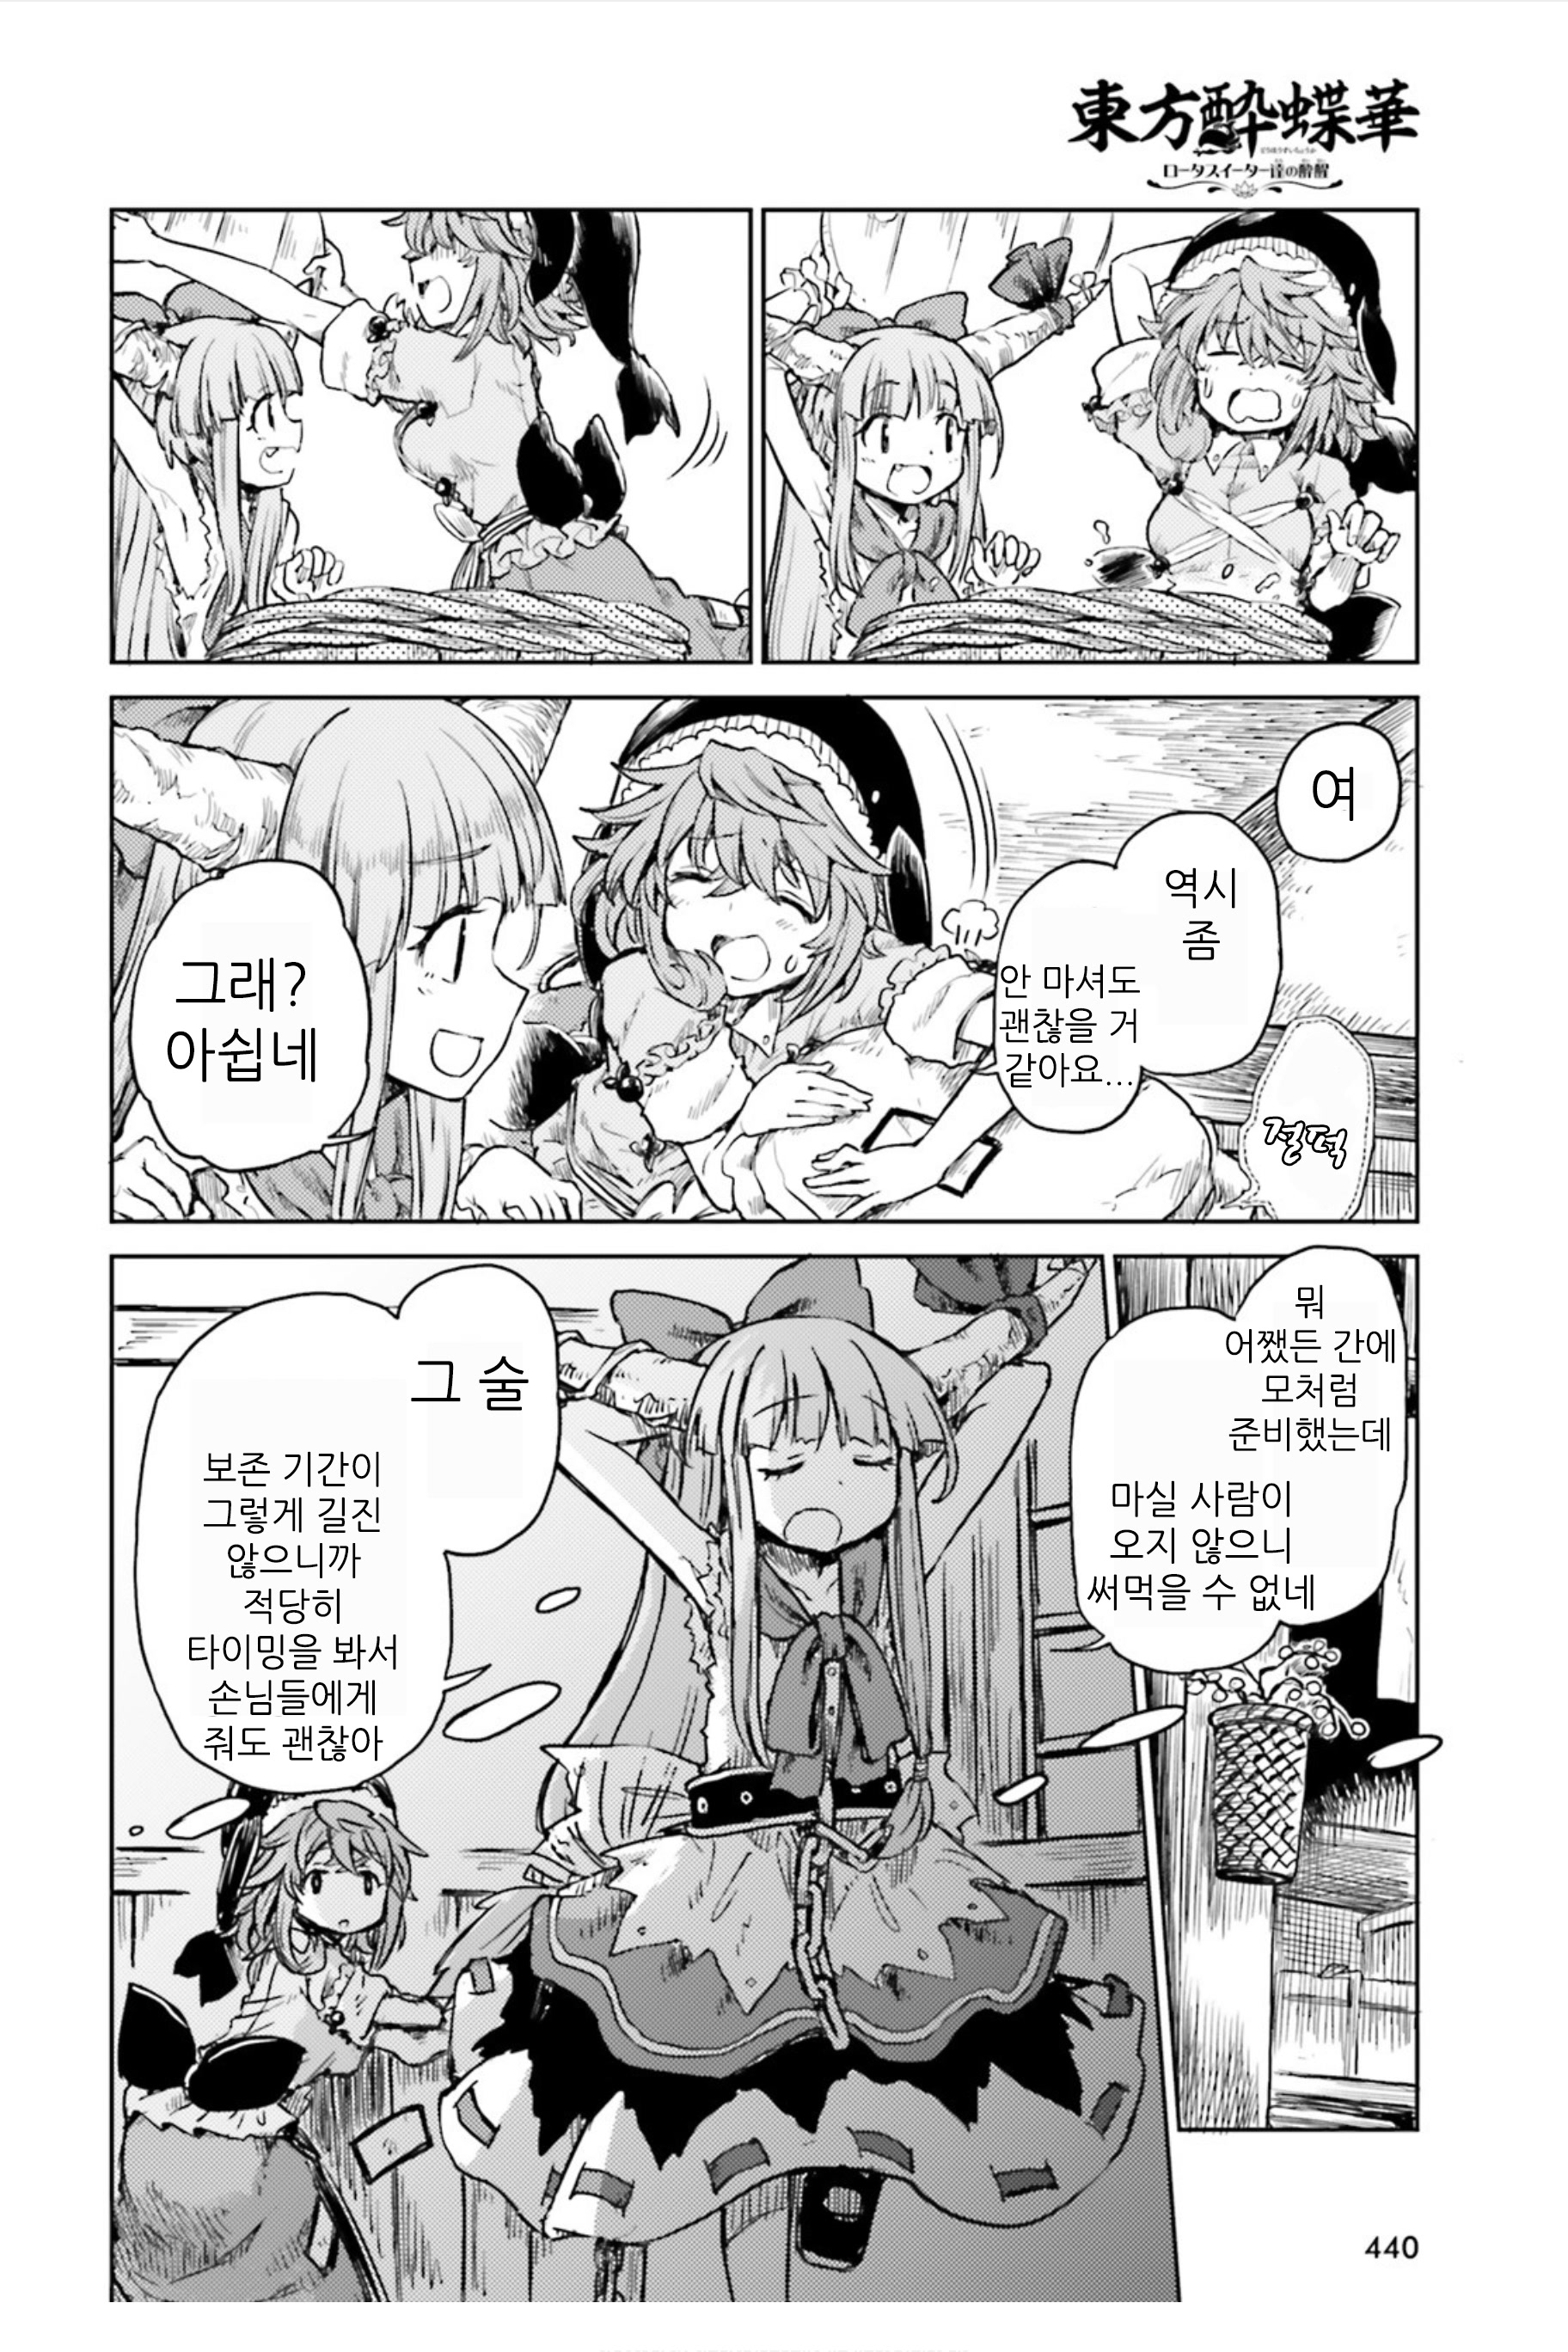 東方酔蝶華
ロータスイーター達の酔醒
여
역시
좀
안 마셔도
괜찮을 거
같아요...
절떡
그래?
아쉽네
뭐
어쨌든 간에
모처럼
준비했는데
마실 사람이
오지 않으니
써먹을 수 없네
그 술
보존 기간이
그렇게 길진
않으니까
적당히
타이밍을 봐서
손님들에게
줘도 괜찮아
440